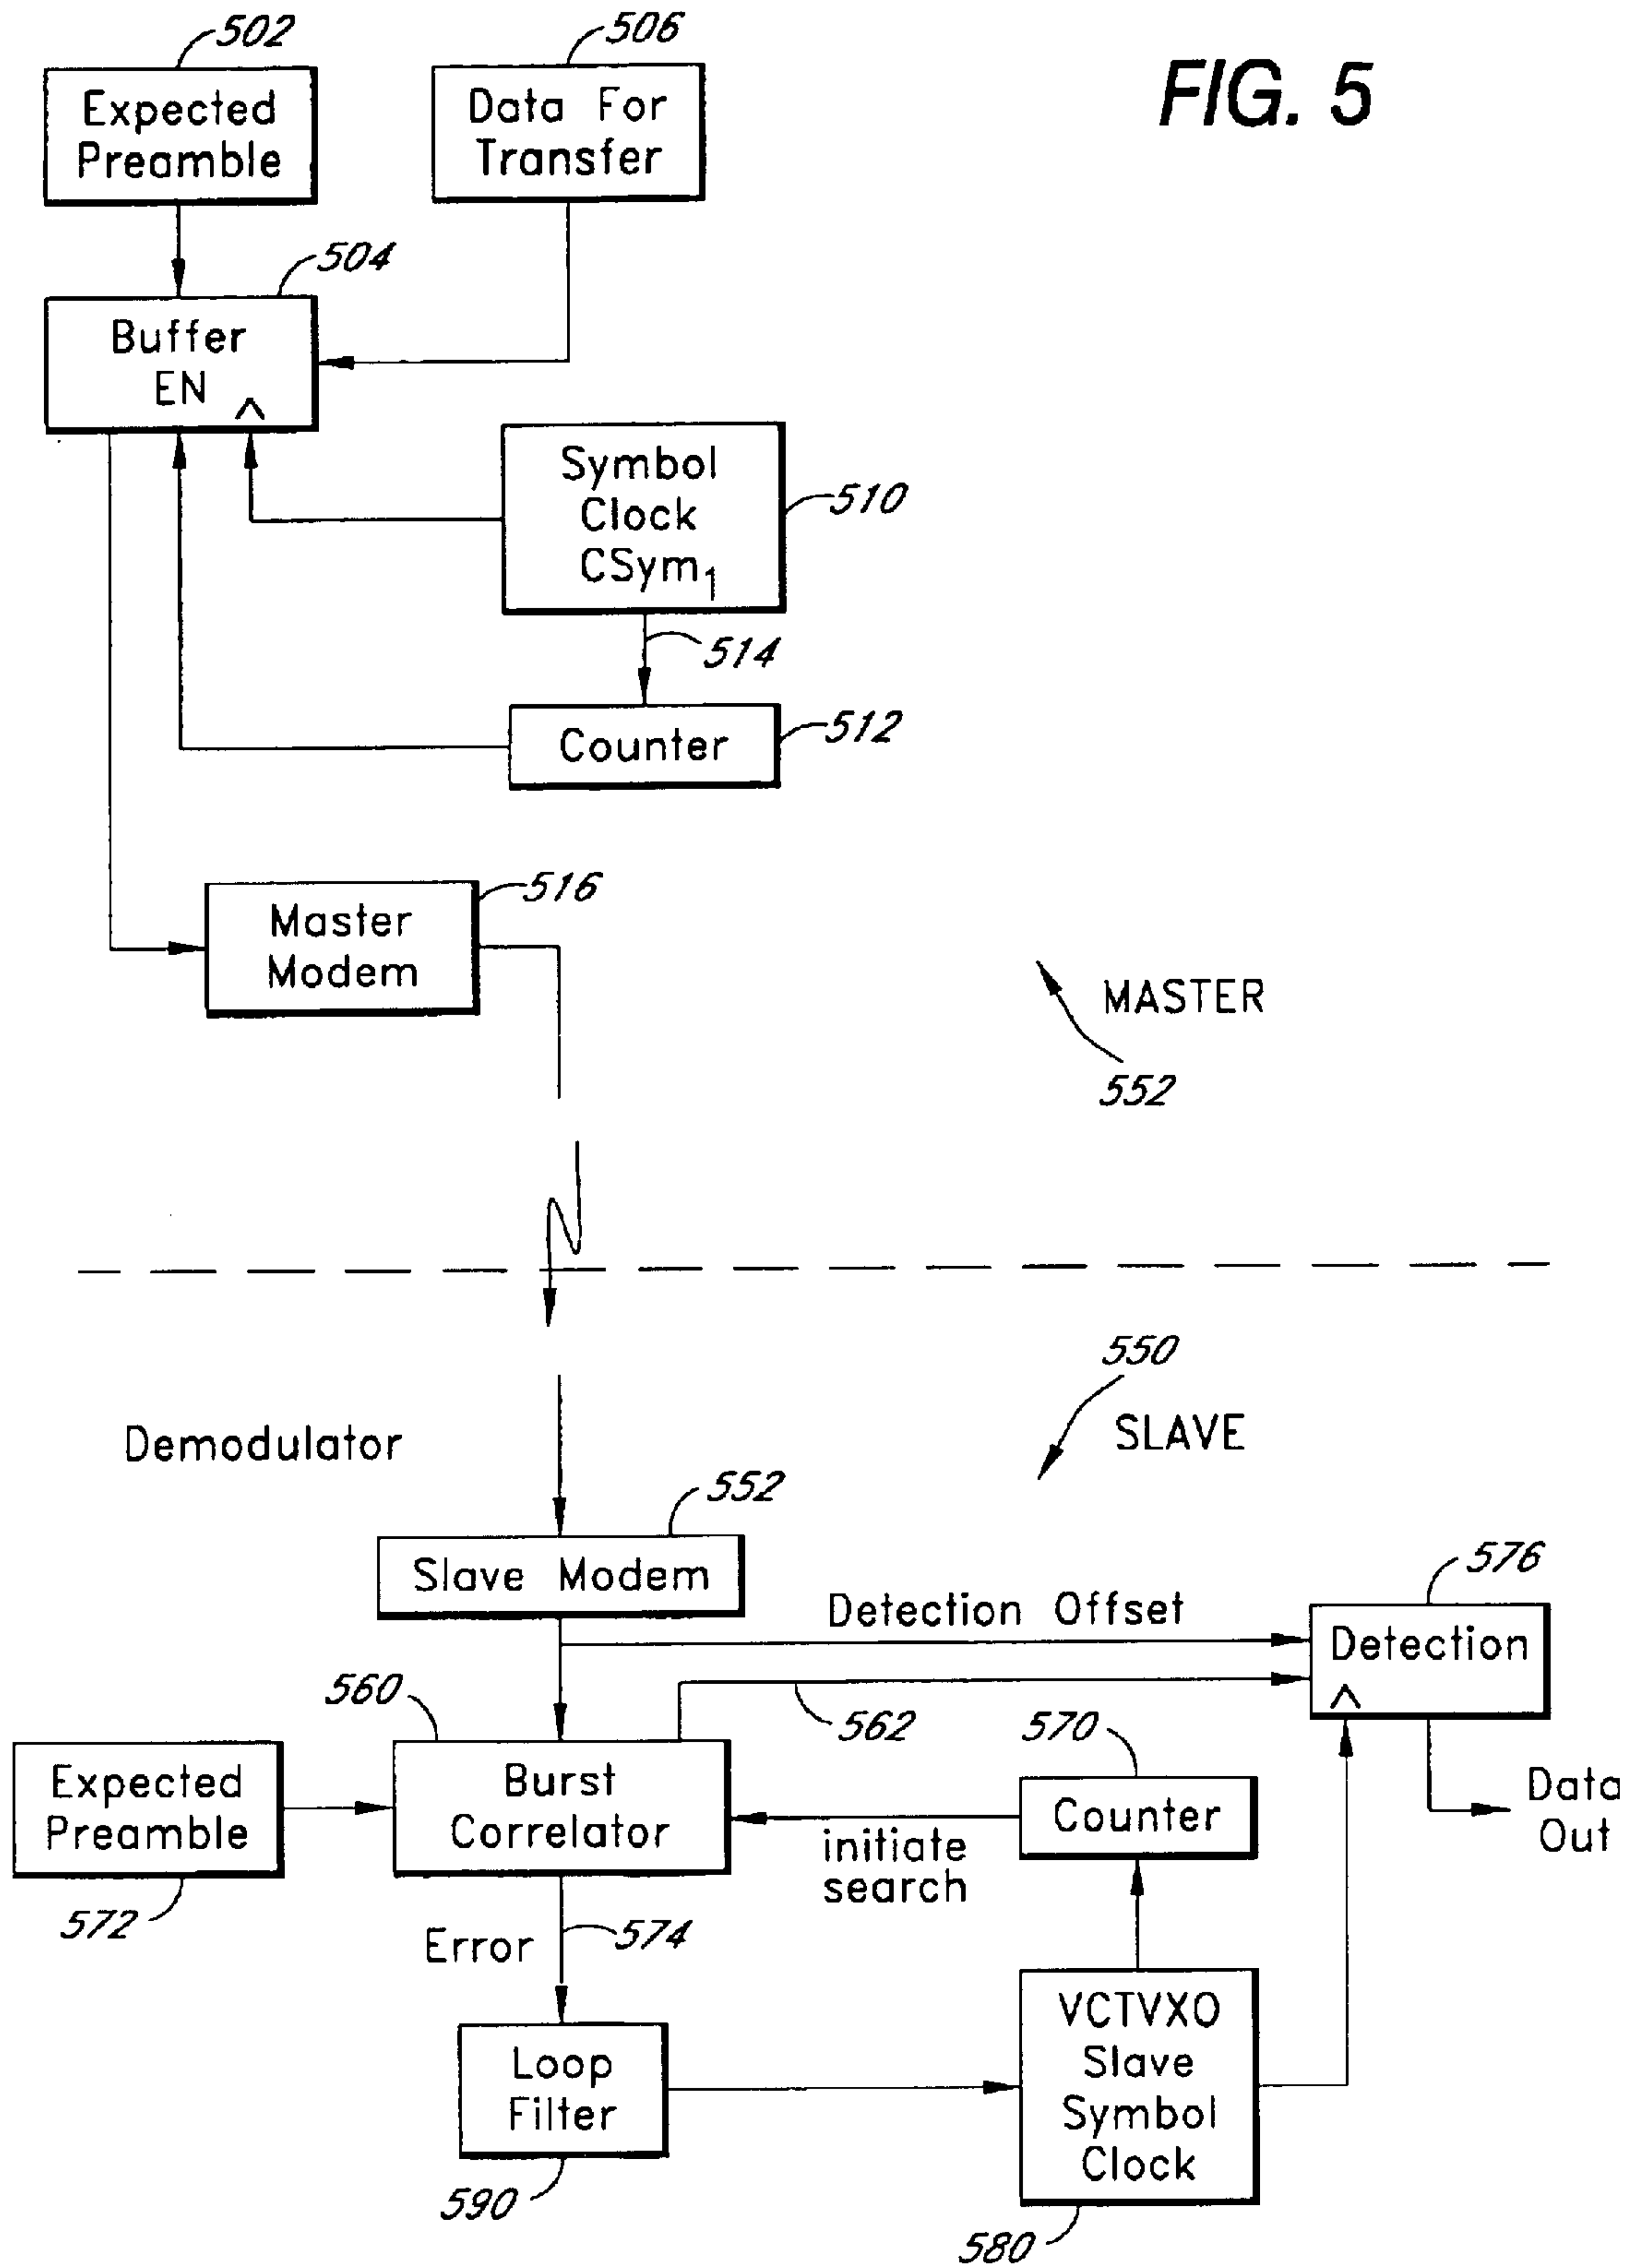 502
506
FIG. 5
Expected
Preamble
Data For
Transfer
504
Buffer
EN
Symbol
Clock
CSym1
510
514
Counter
512
516
Master
Modem
MASTER
552
550
SLAVE
Demodulator
552
Slave Modem
576
Detection Offset
Detection
560
562
570
Expected
Preamble
Burst
Correlator
initiate
search
Counter
Data
Out
572
Error
574
Loop
Filter
VCTVXO
Slave
Symbol
Clock
590
580